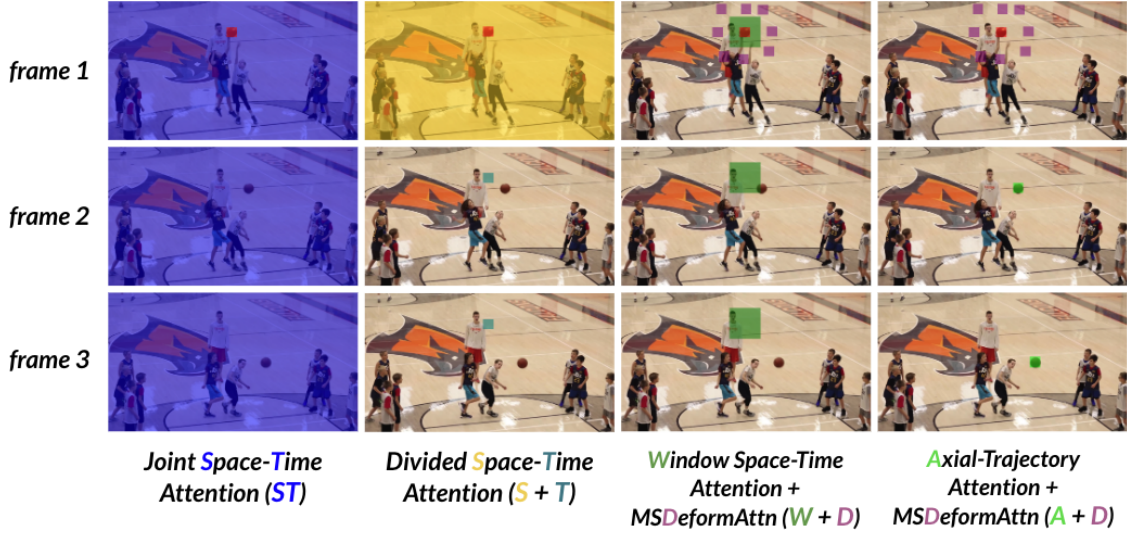 frame 1
frame 2
frame 3
Joint Space-Time
Attention (ST)
Divided Space-Time
Attention (S + T)
Window Space-Time
Attention +
MSDeformAttn (W + D)
Axial-Trajectory
Attention +
MSDeformAttn (A + D)